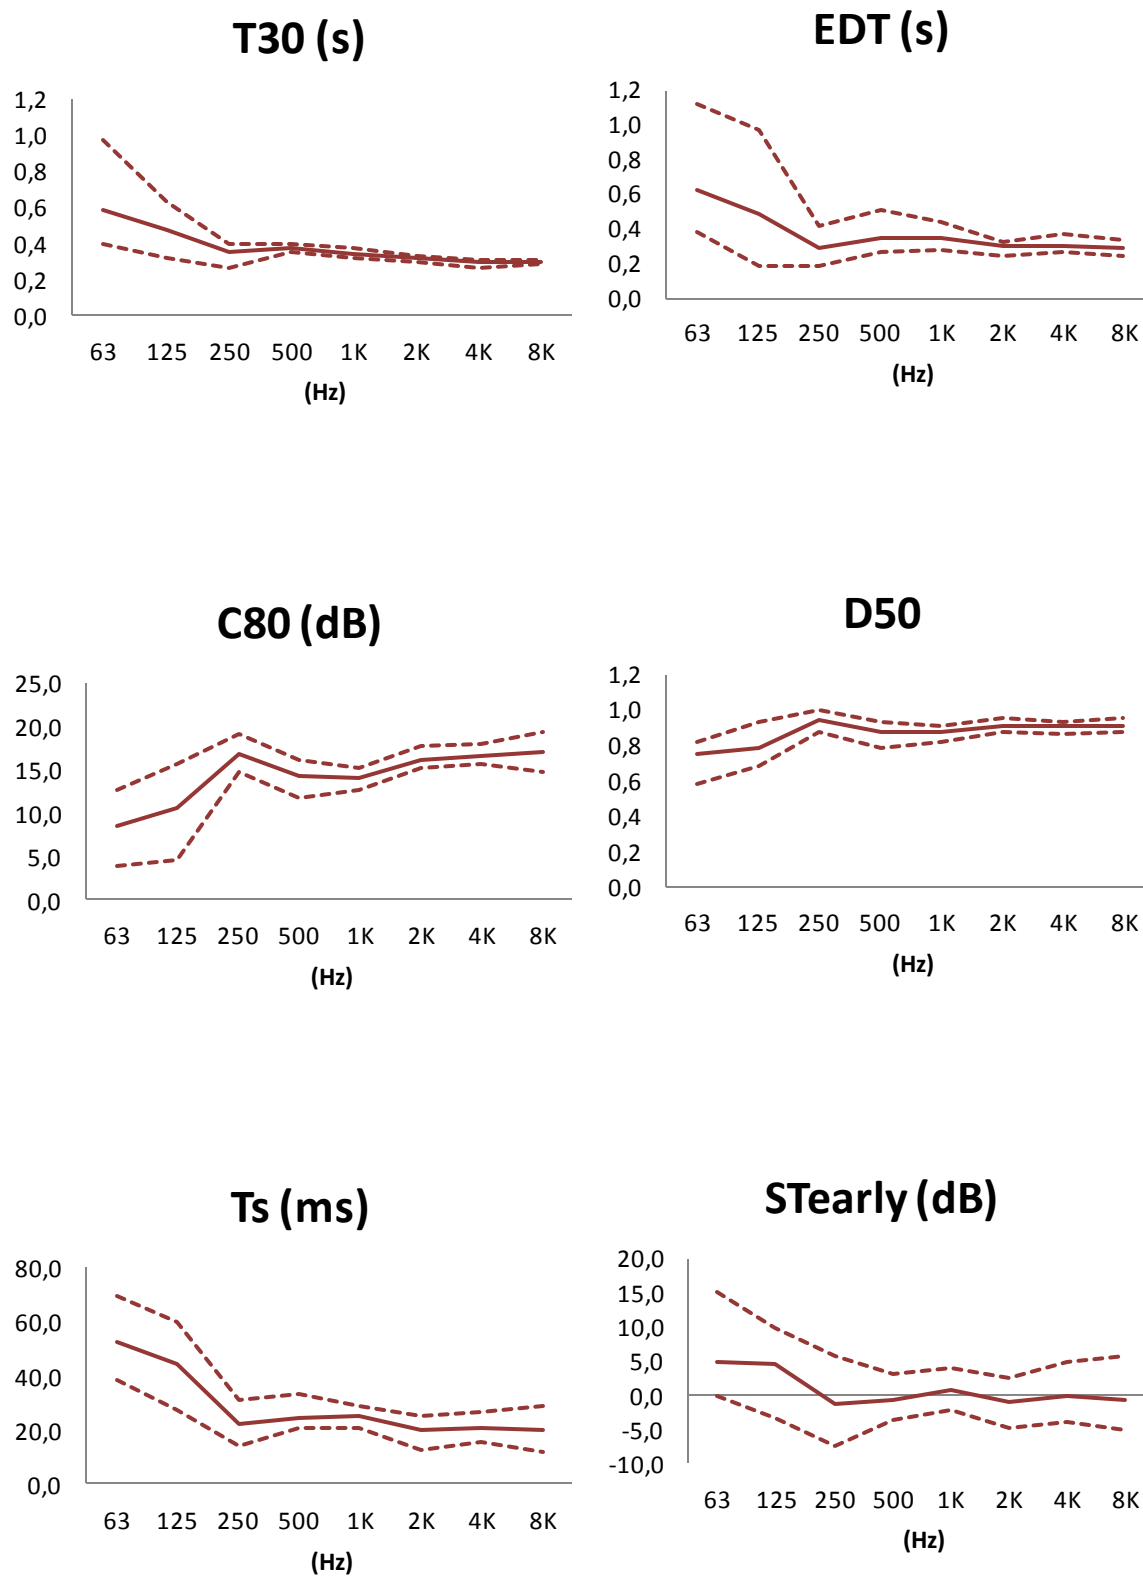 T30 (s)
1,2
1,0
0,8
0,6
0,4
0,2
0,0
63 125 250 500 1K 2K 4K 8K
(Hz)
EDT (s)
1,2
1,0
0,8
0,6
0,4
0,2
0,0
63 125 250 500 1K 2K 4K 8K
(Hz)
C80 (dB)
25,0
20,0
15,0
10,0
5,0
0,0
63 125 250 500 1K 2K 4K 8K
(Hz)
D50
1,2
1,0
0,8
0,6
0,4
0,2
0,0
63 125 250 500 1K 2K 4K 8K
(Hz)
Ts (ms)
80,0
60,0
40,0
20,0
0,0
63 125 250 500 1K 2K 4K 8K
(Hz)
STearly (dB)
20,0
15,0
10,0
5,0
0,0
-5,0
-10,0
63 125 250 500 1K 2K 4K 8K
(Hz)